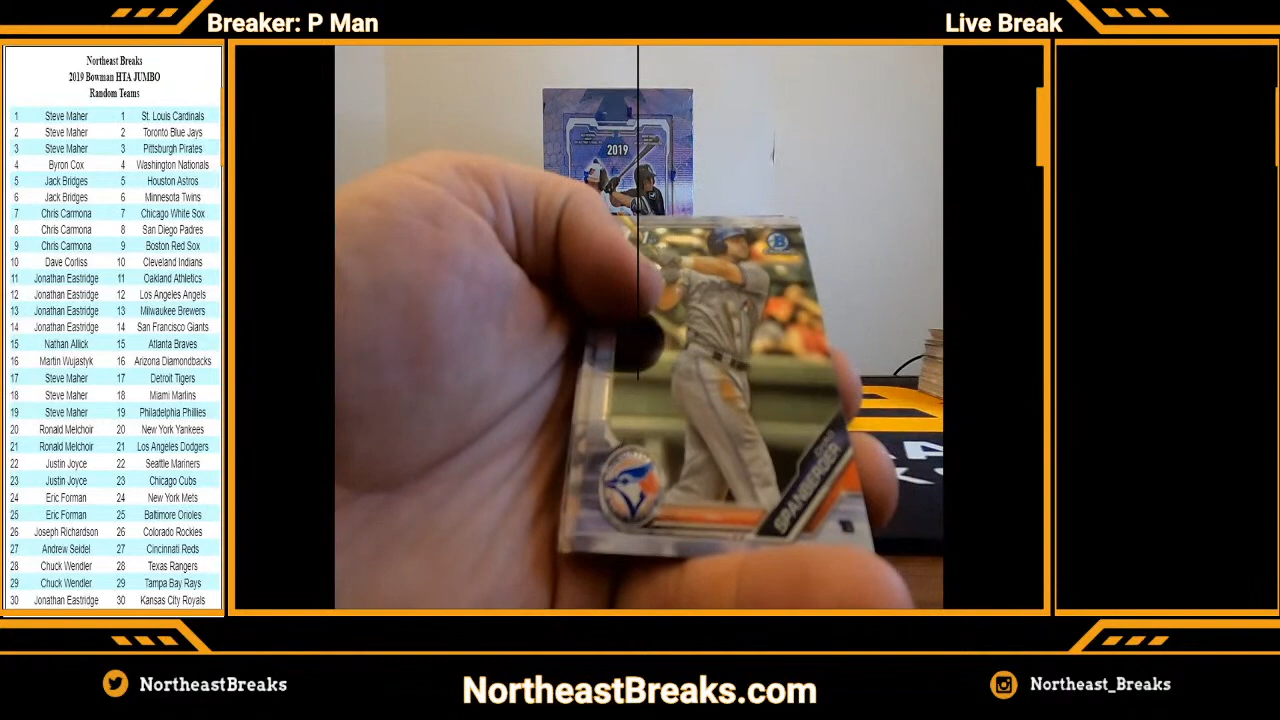 Breaker: P Man
Live Break
Northeast Breaks
2019 Bowman HTA JUMBO
Random Teams
1 Steve Maher 1 St. Louis Cardinals
2 Steve Maher 2 Toronto Blue Jays
3 Steve Maher 3 Pittsburgh Pirates
4 Byron Cox 4 Washington Nationals
5 Jack Bridges 5 Houston Astros
6 Jack Bridges 6 Minnesota Twins
7 Chris Carmona 7 Chicago White Sox
8 Chris Carmona 8 San Diego Padres
9 Chris Carmona 9 Boston Red Sox
10 Dave Corliss 10 Cleveland Indians
11 Jonathan Eastridge 11 Oakland Athletics
12 Jonathan Eastridge 12 Los Angeles Angels
13 Jonathan Eastridge 13 Milwaukee Brewers
14 Jonathan Eastridge 14 San Francisco Giants
15 Nathan Allick 15 Atlanta Braves
16 Martin Wujastyk 16 Arizona Diamondbacks
17 Steve Maher 17 Detroit Tigers
18 Steve Maher 18 Miami Marlins
19 Steve Maher 19 Philadelphia Phillies
20 Ronald Melchoir 20 New York Yankees
21 Ronald Melchoir 21 Los Angeles Dodgers
22 Justin Joyce 22 Seattle Mariners
23 Justin Joyce 23 Chicago Cubs
24 Eric Forman 24 New York Mets
25 Eric Forman 25 Baltimore Orioles
26 Joseph Richardson 26 Colorado Rockies
27 Andrew Seidel 27 Cincinnati Reds
28 Chuck Wendler 28 Texas Rangers
29 Chuck Wendler 29 Tampa Bay Rays
30 Jonathan Eastridge 30 Kansas City Royals
2019
B
SPANBERGER
NortheastBreaks
NortheastBreaks.com
Northeast_Breaks